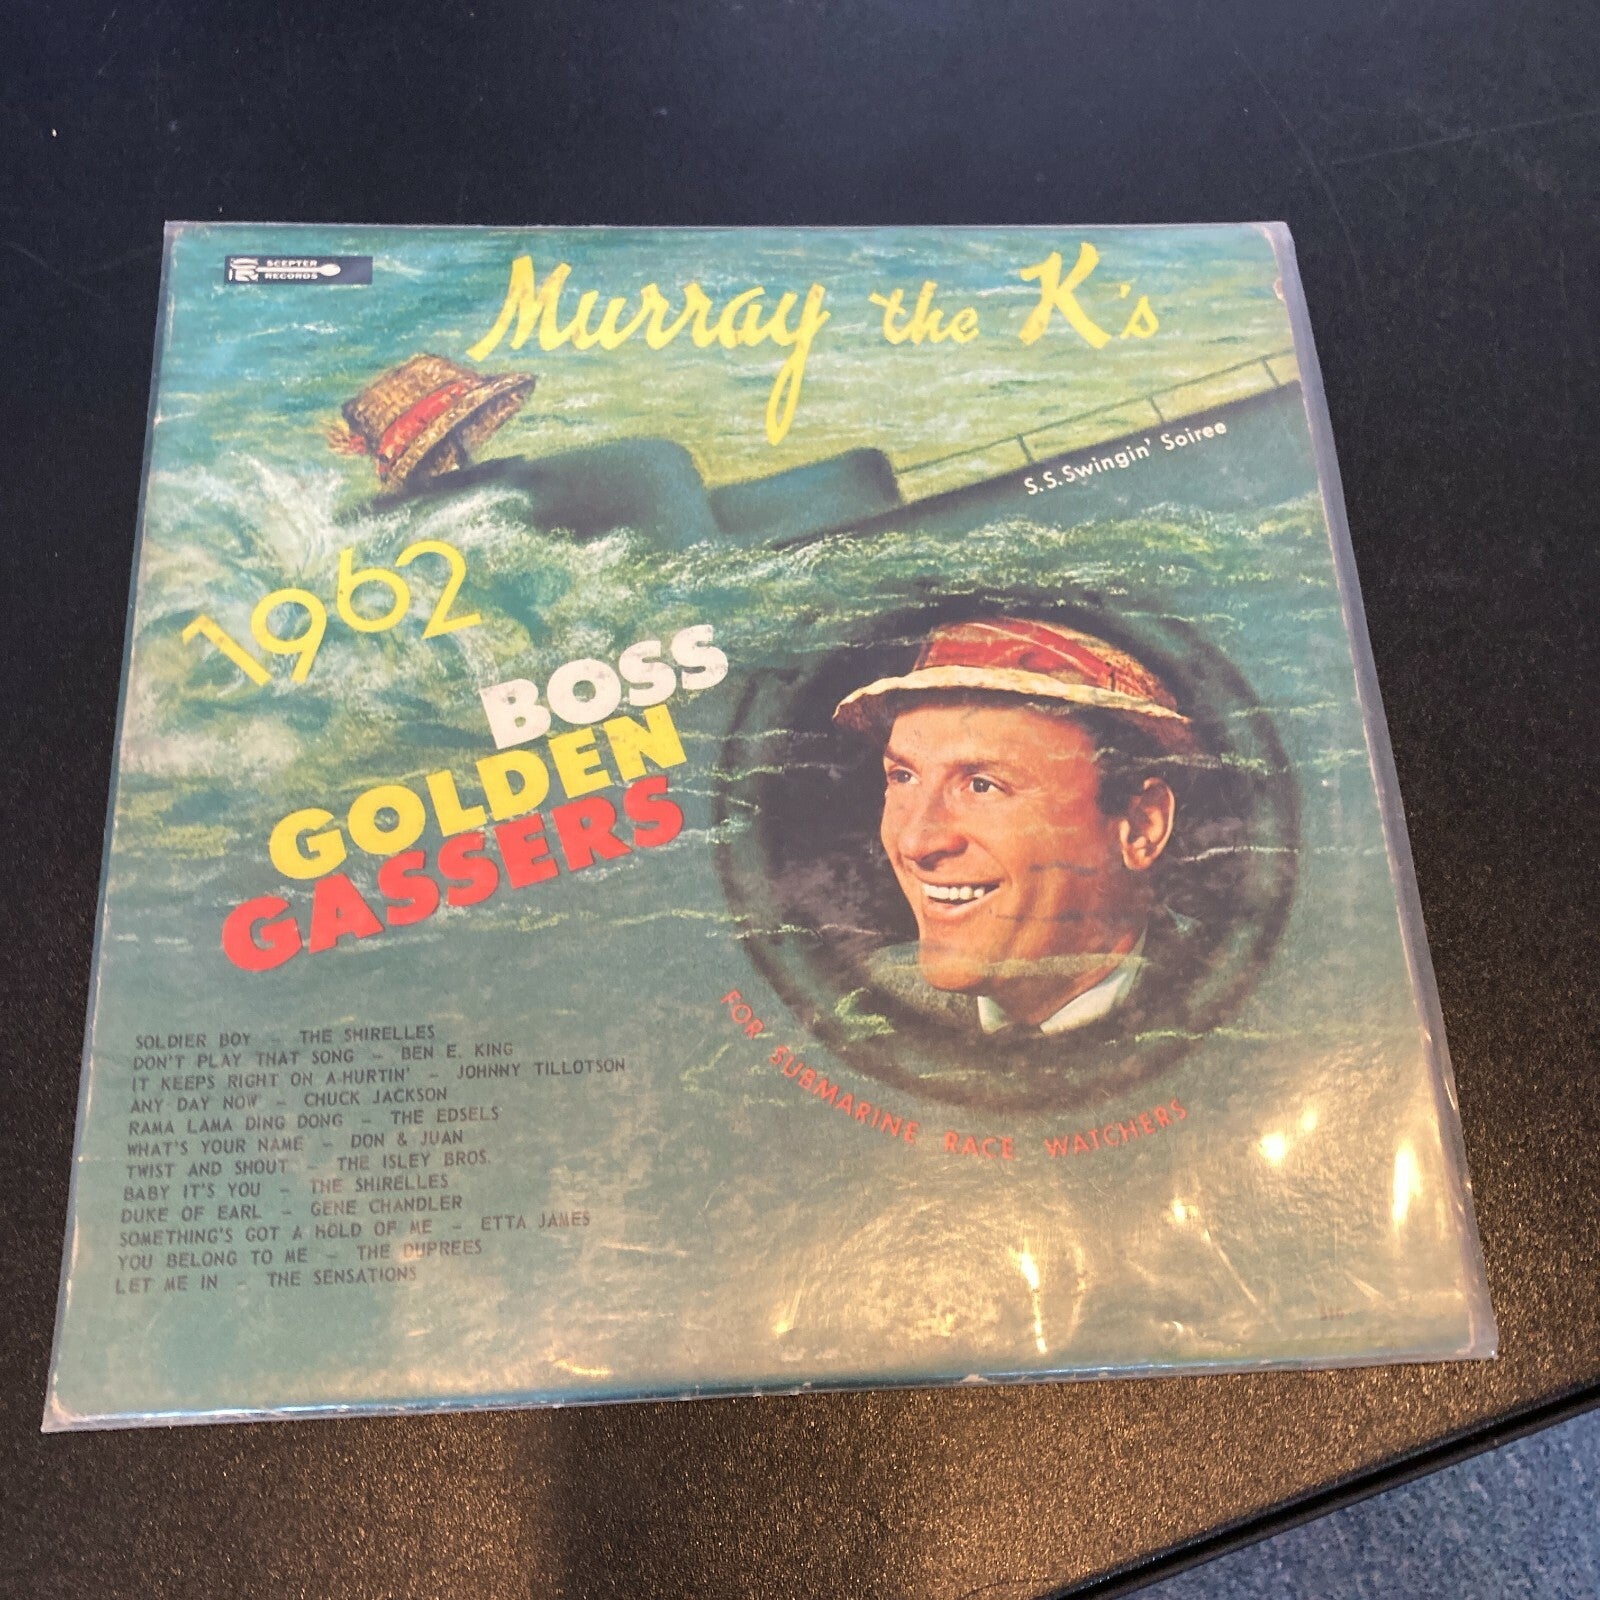 SCEPTER
RECORDS
Murray the K's
S.S.Swingin' Soiree
1962
BOSS
GOLDEN
GASSERS
FOR SUBMARINE RACE WATCHERS
SOLDIER BOY – THE SHIRELLES
DON'T PLAY THAT SONG – BEN E. KING
IT KEEPS RIGHT ON A-HURTIN' – JOHNNY TILLOTSON
ANY DAY NOW – CHUCK JACKSON
RAMA LAMA DING DONG – THE EDSELS
WHAT'S YOUR NAME – DON & JUAN
TWIST AND SHOUT – THE ISLEY BROS.
BABY IT'S YOU – THE SHIRELLES
DUKE OF EARL – GENE CHANDLER
SOMETHING'S GOT A HOLD OF ME – ETTA JAMES
YOU BELONG TO ME – THE DUPREES
LET ME IN – THE SENSATIONS